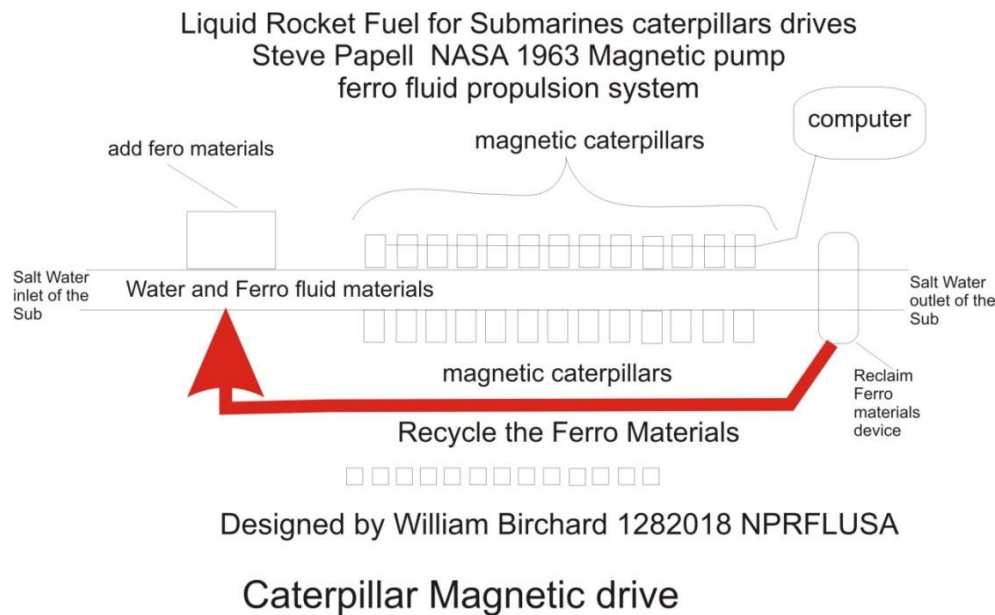 Liquid Rocket Fuel for Submarines caterpillars drives
Steve Papell  NASA 1963 Magnetic pump
ferro fluid propulsion system
computer
magnetic caterpillars
add fero materials
Salt Water
inlet of the
Sub
Water and Ferro fluid materials
Salt Water
outlet of the
Sub
magnetic caterpillars
Reclaim
Ferro
materials
device
Recycle the Ferro Materials
Designed by William Birchard 1282018 NPRFLUSA
Caterpillar Magnetic drive